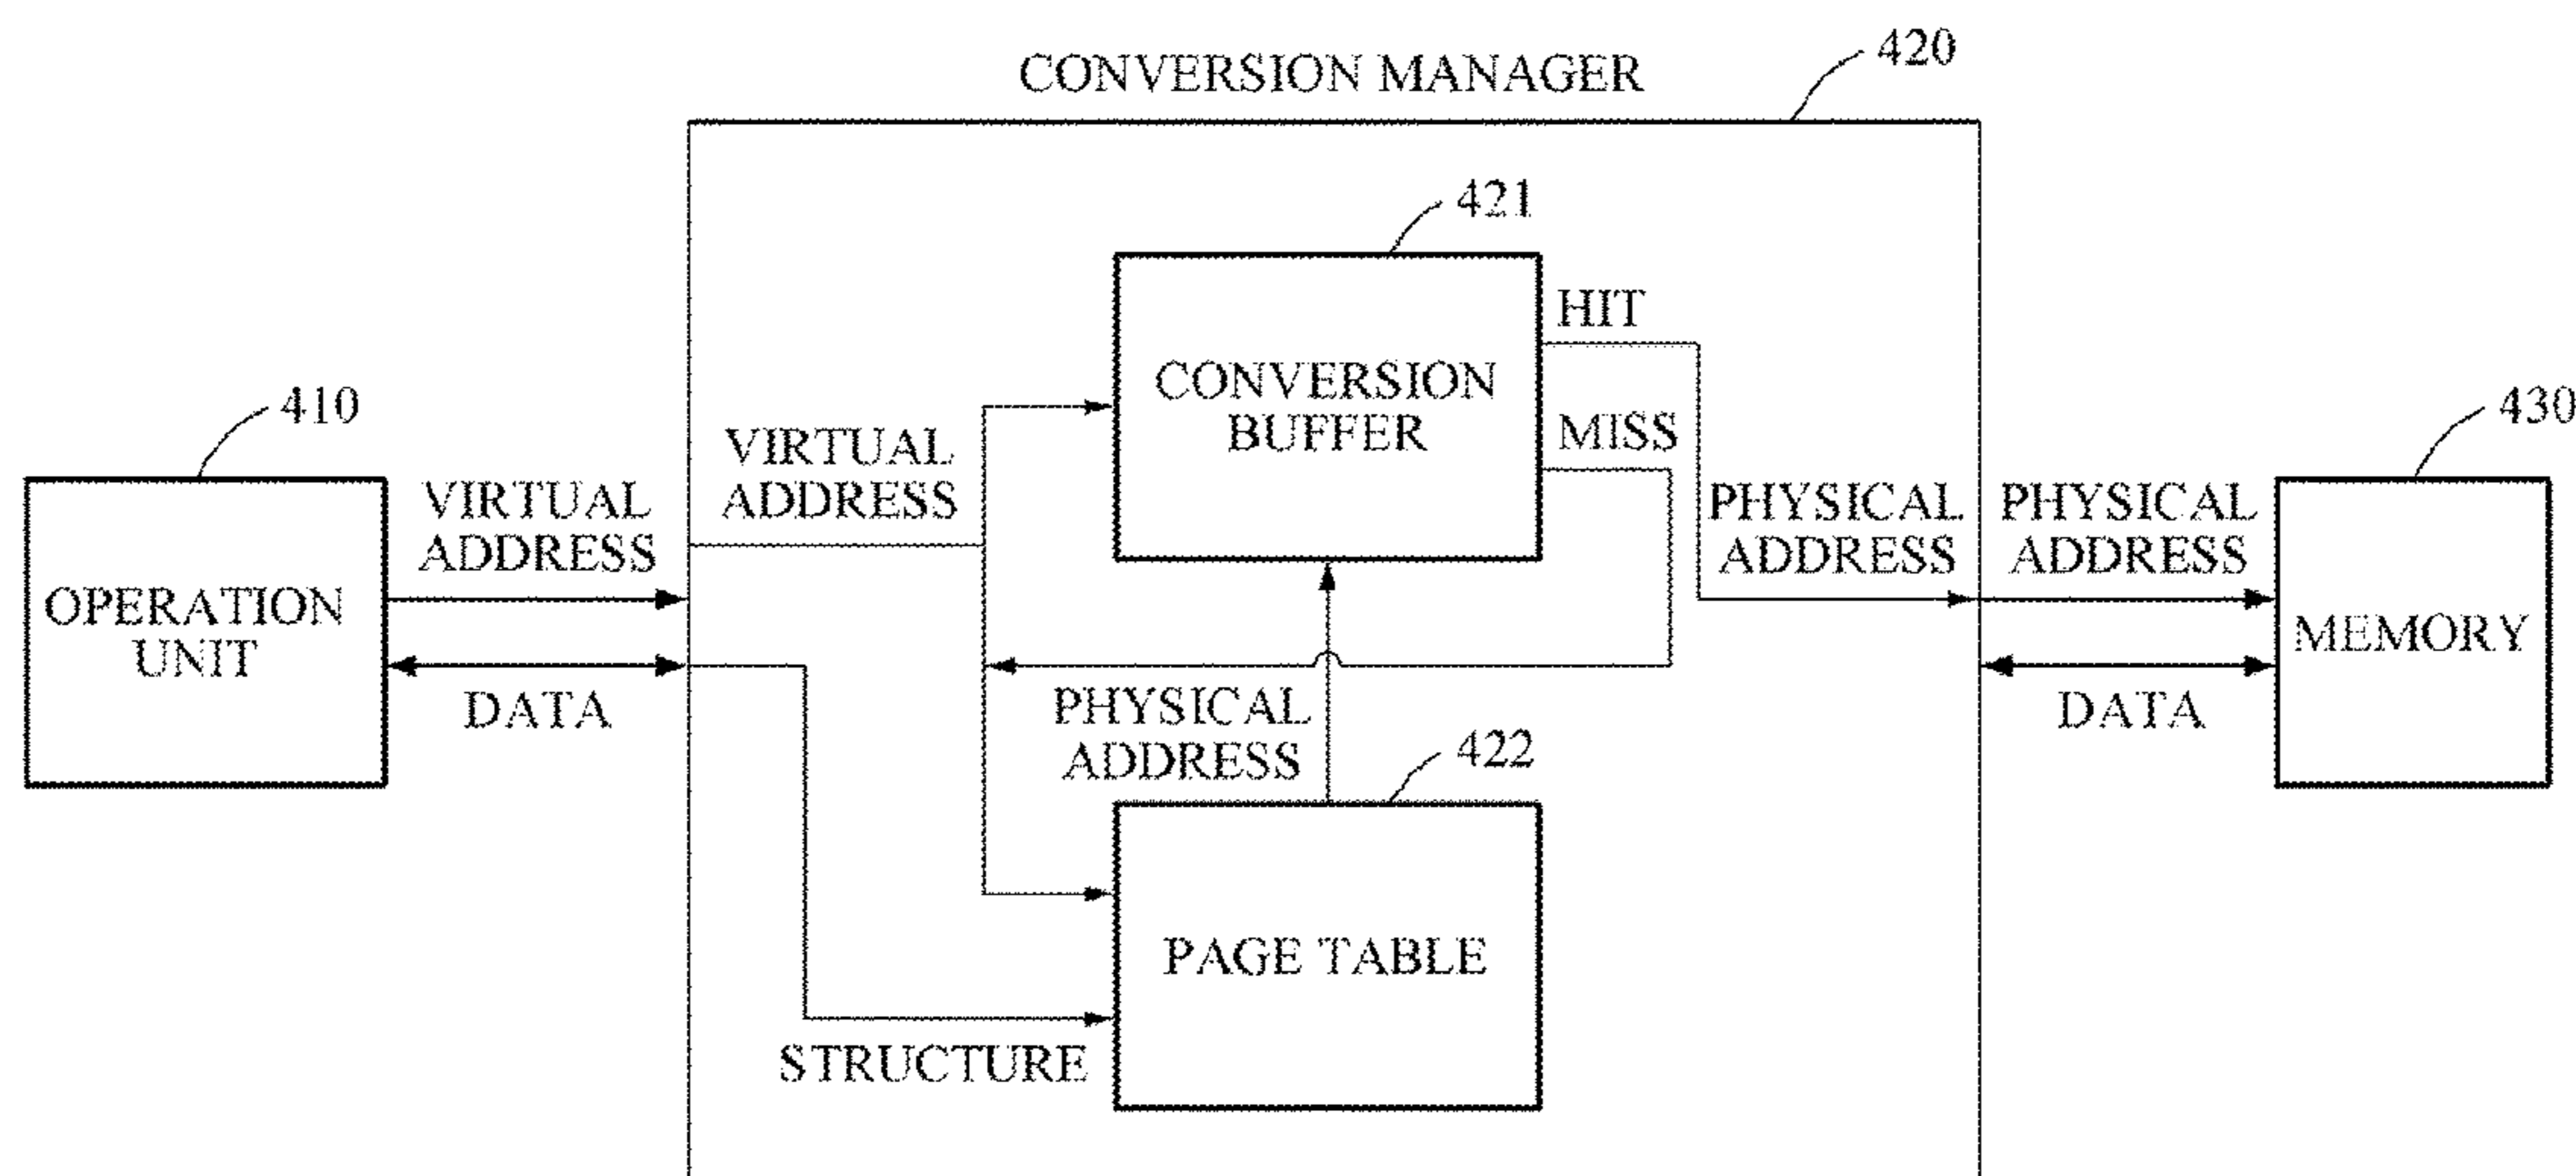 CONVERSION MANAGER
420
421
HIT
CONVERSION
BUFFER
MISS
410
430
VIRTUAL
ADDRESS
VIRTUAL
ADDRESS
PHYSICAL
ADDRESS
PHYSICAL
ADDRESS
OPERATION
UNIT
MEMORY
DATA
DATA
PHYSICAL
ADDRESS
422
PAGE TABLE
STRUCTURE